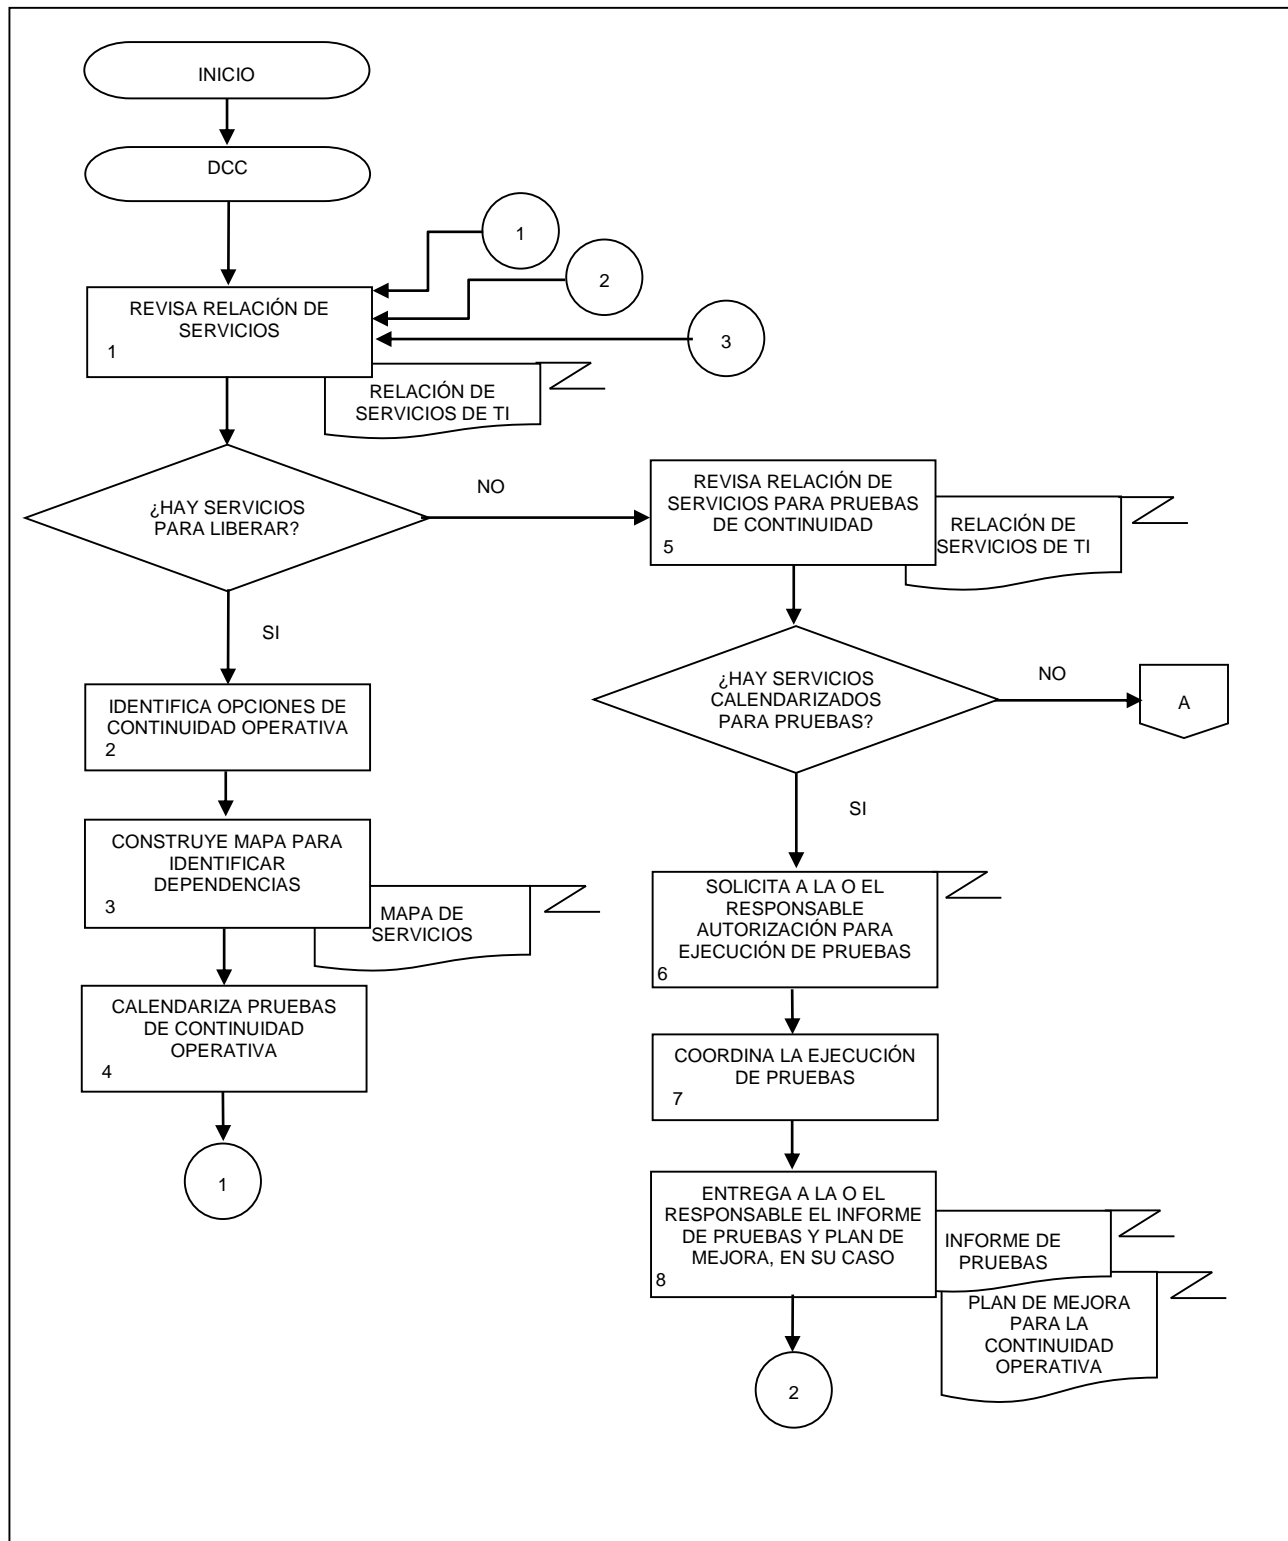 INICIO
DCC
1
2
3
REVISA RELACIÓN DE
SERVICIOS
1
RELACIÓN DE
SERVICIOS DE TI
¿HAY SERVICIOS
PARA LIBERAR?
NO
SI
IDENTIFICA OPCIONES DE
CONTINUIDAD OPERATIVA
2
CONSTRUYE MAPA PARA
IDENTIFICAR
DEPENDENCIAS
3
MAPA DE
SERVICIOS
CALENDARIZA PRUEBAS
DE CONTINUIDAD
OPERATIVA
4
1
REVISA RELACIÓN DE
SERVICIOS PARA PRUEBAS
DE CONTINUIDAD
5
RELACIÓN DE
SERVICIOS DE TI
¿HAY SERVICIOS
CALENDARIZADOS
PARA PRUEBAS?
NO
A
SI
SOLICITA A LA O EL
RESPONSABLE
AUTORIZACIÓN PARA
EJECUCIÓN DE PRUEBAS
6
COORDINA LA EJECUCIÓN
DE PRUEBAS
7
ENTREGA A LA O EL
RESPONSABLE EL INFORME
DE PRUEBAS Y PLAN DE
MEJORA, EN SU CASO
8
INFORME DE
PRUEBAS
PLAN DE MEJORA
PARA LA
CONTINUIDAD
OPERATIVA
2